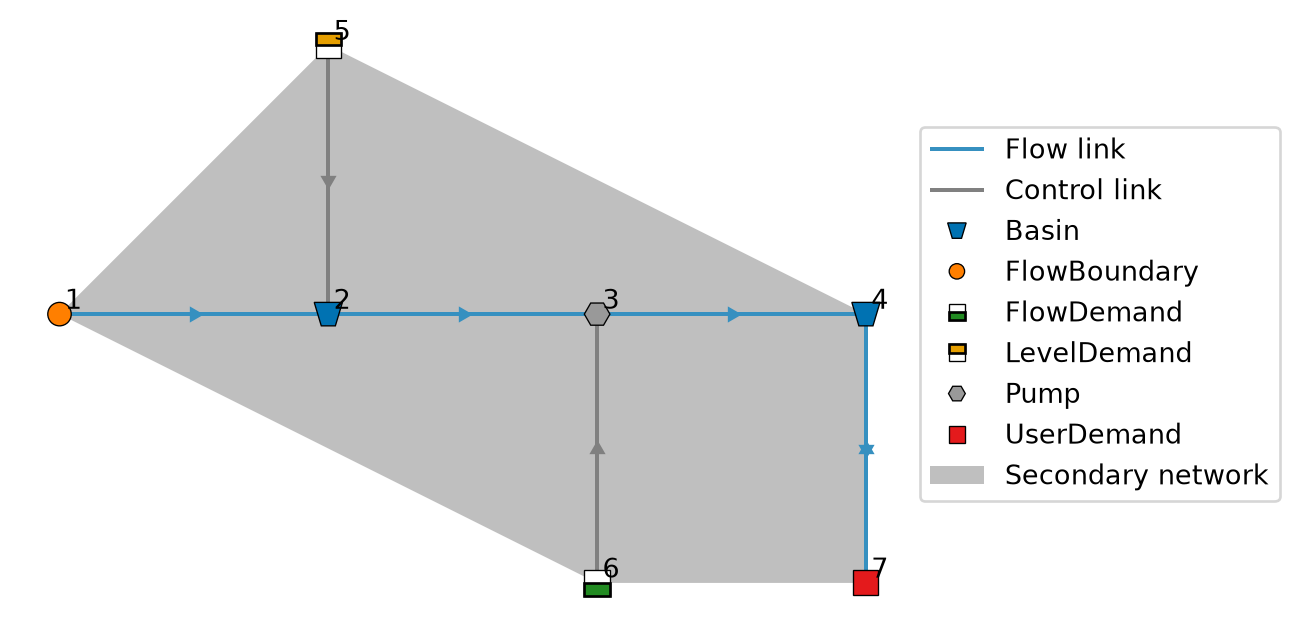 5
1
2
3
4
6
7
Flow link
Control link
Basin
FlowBoundary
FlowDemand
LevelDemand
Pump
UserDemand
Secondary network